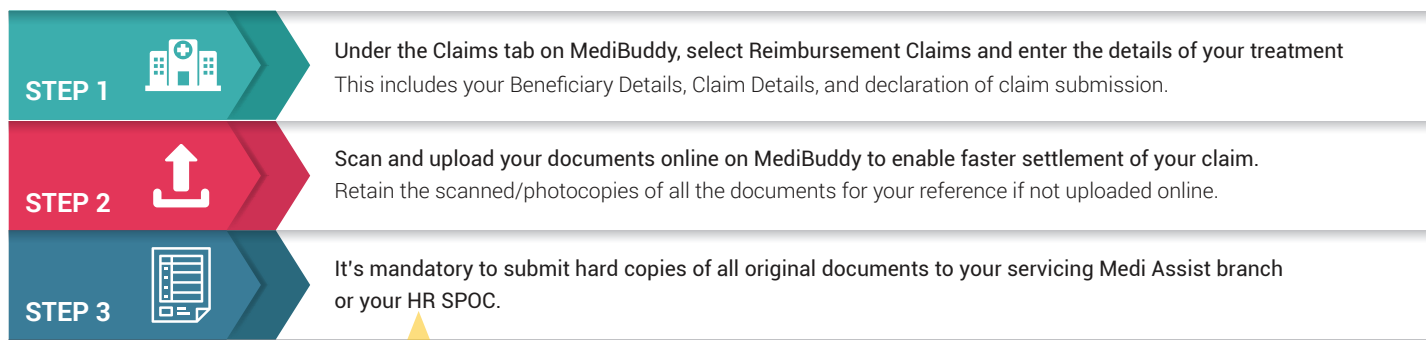 STEP 1
Under the Claims tab on MediBuddy, select Reimbursement Claims and enter the details of your treatment
This includes your Beneficiary Details, Claim Details, and declaration of claim submission.
STEP 2
Scan and upload your documents online on MediBuddy to enable faster settlement of your claim.
Retain the scanned/photocopies of all the documents for your reference if not uploaded online.
STEP 3
It's mandatory to submit hard copies of all original documents to your servicing Medi Assist branch
or your HR SPOC.